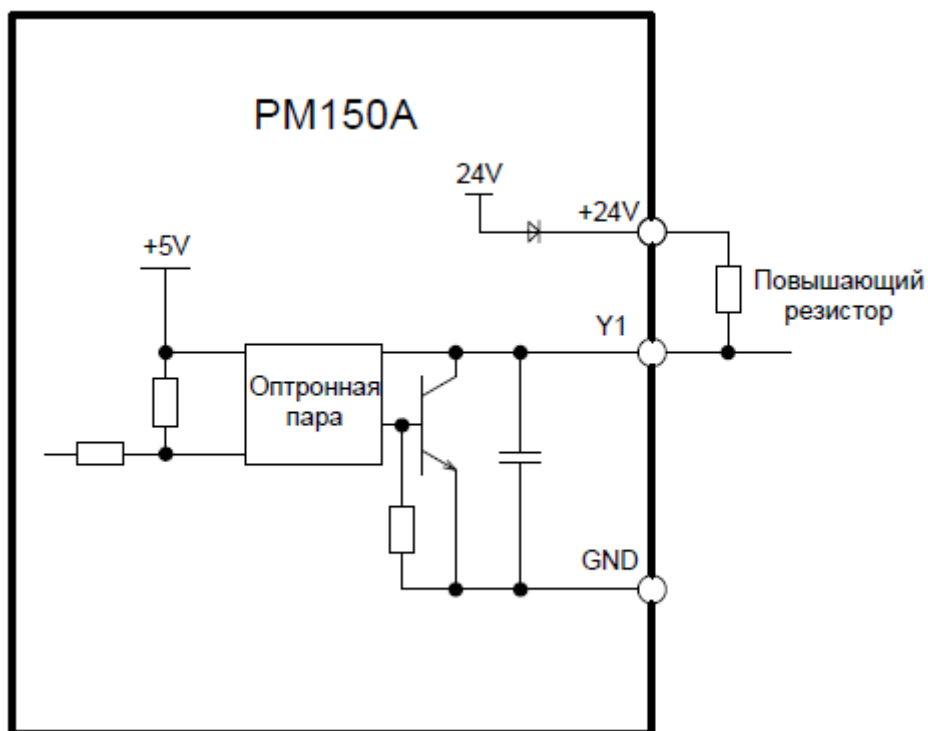 PM150A
24V
+24V
+5V
Повышающий
резистор
Y1
Оптронная
пара
GND